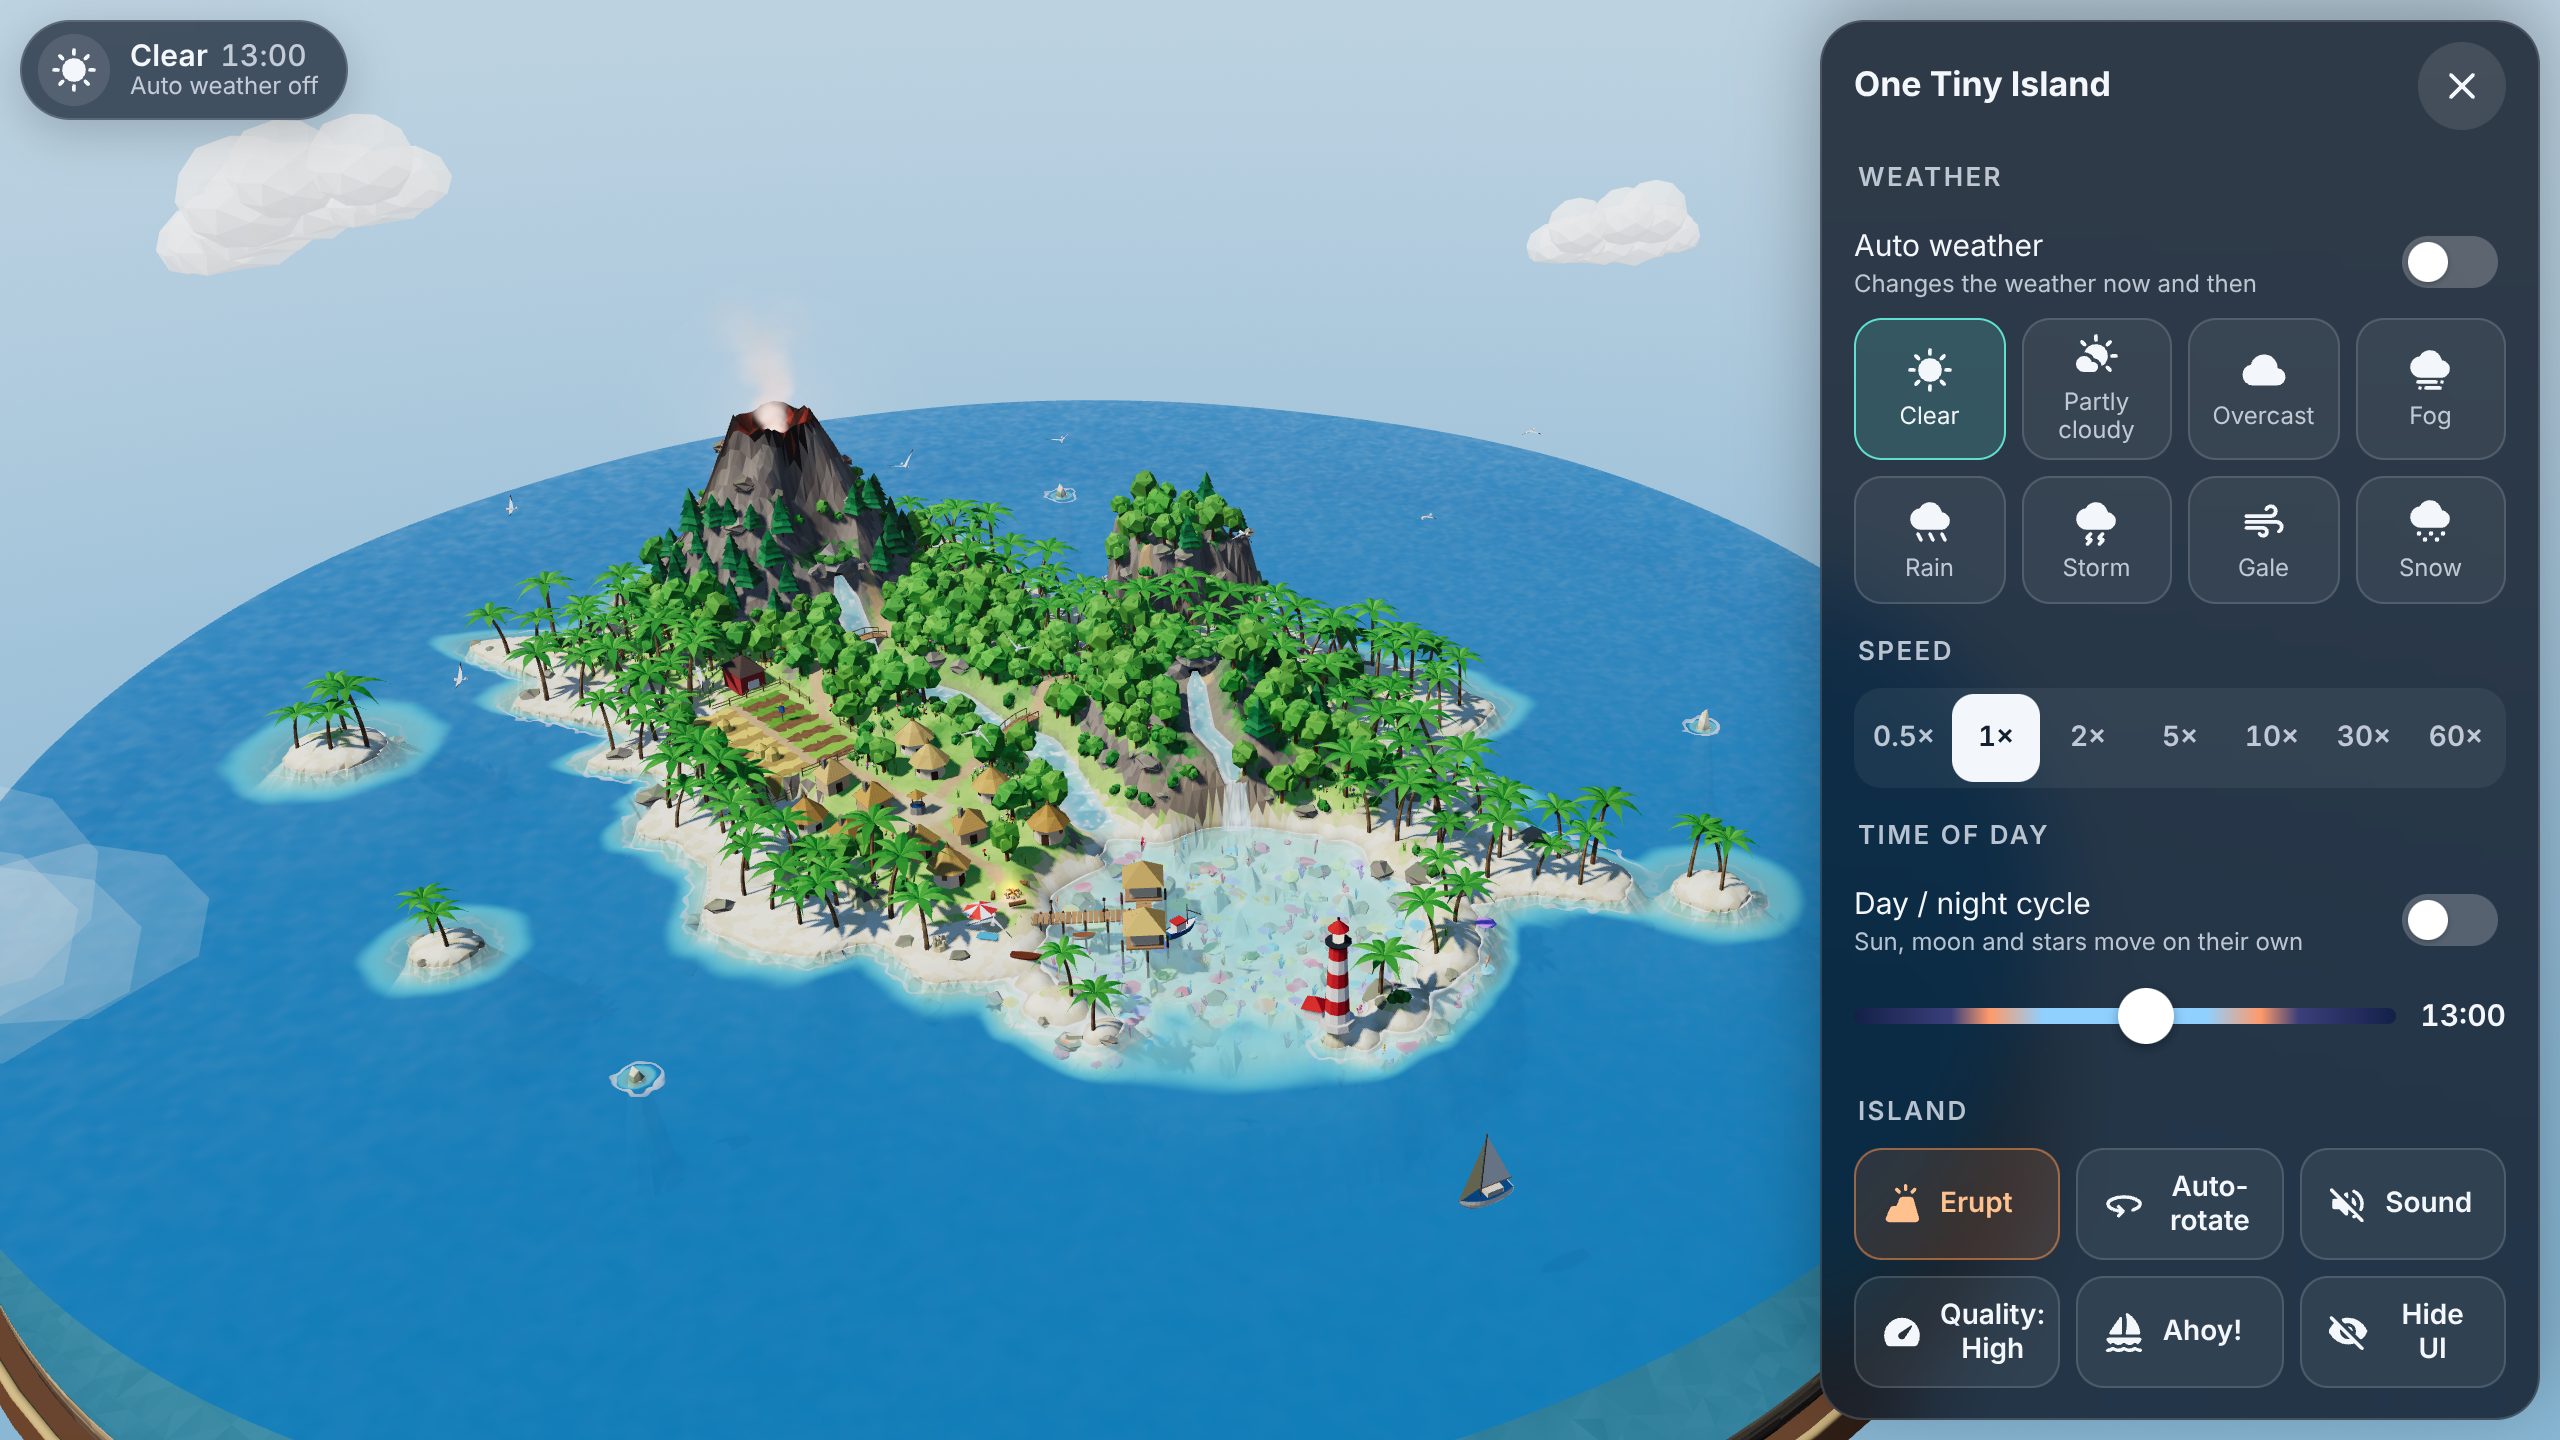 Clear 13:00
Auto weather off
One Tiny Island
WEATHER
Auto weather
Changes the weather now and then
Clear
Partly
cloudy
Overcast
Fog
Rain
Storm
Gale
Snow
SPEED
0.5× 1× 2× 5× 10× 30× 60×
TIME OF DAY
Day / night cycle
Sun, moon and stars move on their own
13:00
ISLAND
Erupt
Auto-
rotate
Sound
Quality:
High
Ahoy!
Hide
UI